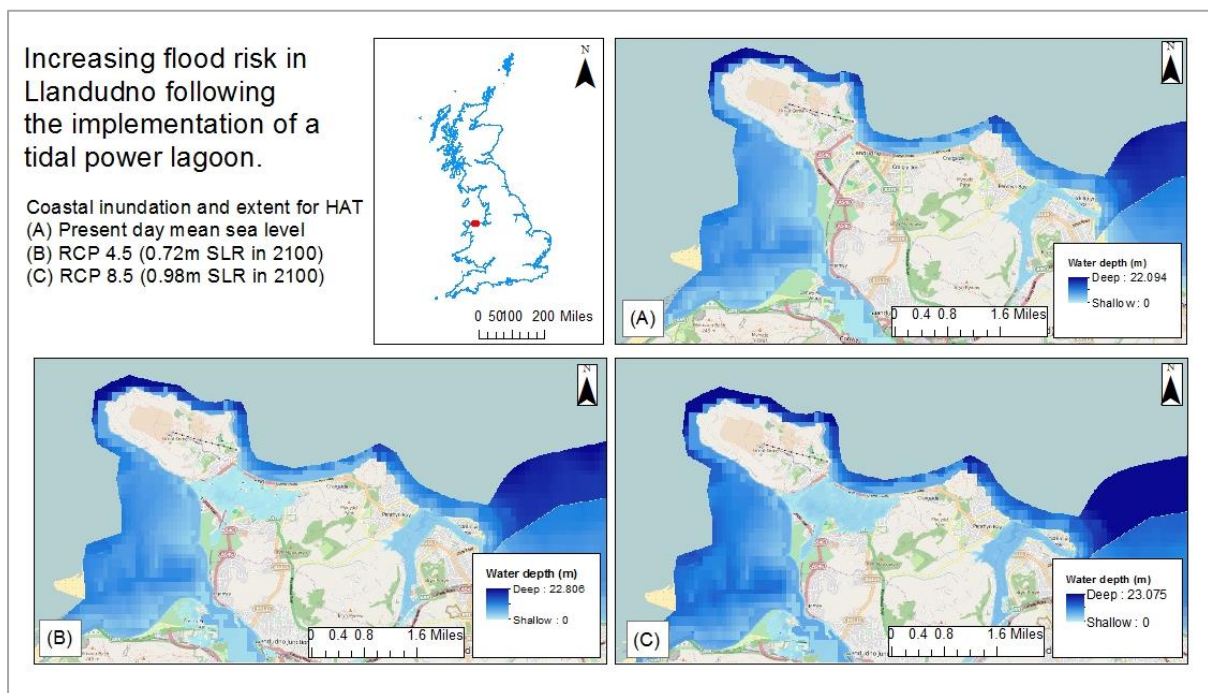 Increasing flood risk in
Llandudno following
the implementation of a
tidal power lagoon.
Coastal inundation and extent for HAT
(A) Present day mean sea level
(B) RCP 4.5 (0.72m SLR in 2100)
(C) RCP 8.5 (0.98m SLR in 2100)
N
0 50100 200 Miles
N
Water depth (m)
Deep : 22.094
Shallow : 0
0 0.4 0.8 1.6 Miles
(A)
N
Water depth (m)
Deep : 22.806
Shallow : 0
0 0.4 0.8 1.6 Miles
(B)
N
Water depth (m)
Deep : 23.075
Shallow : 0
0 0.4 0.8 1.6 Miles
(C)